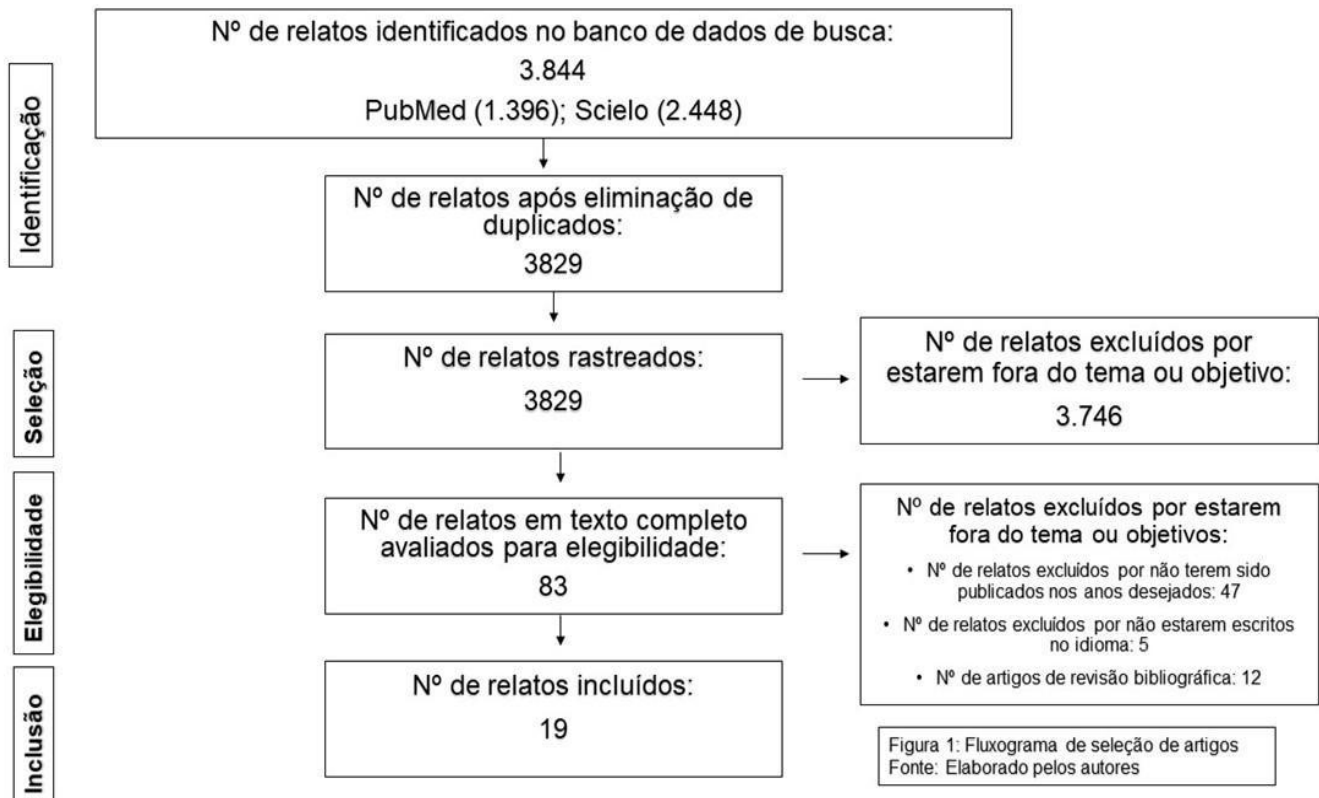 Identificação
Nº de relatos identificados no banco de dados de busca:
3.844
PubMed (1.396); Scielo (2.448)
Nº de relatos após eliminação de
duplicados:
3829
Seleção
Nº de relatos rastreados:
3829
Nº de relatos excluídos por
estarem fora do tema ou objetivo:
3.746
Elegibilidade
Nº de relatos em texto completo
avaliados para elegibilidade:
83
Nº de relatos excluídos por estarem
fora do tema ou objetivos:
• Nº de relatos excluídos por não terem sido
publicados nos anos desejados: 47
• Nº de relatos excluídos por não estarem escritos
no idioma: 5
• Nº de artigos de revisão bibliográfica: 12
Inclusão
Nº de relatos incluídos:
19
Figura 1: Fluxograma de seleção de artigos
Fonte: Elaborado pelos autores